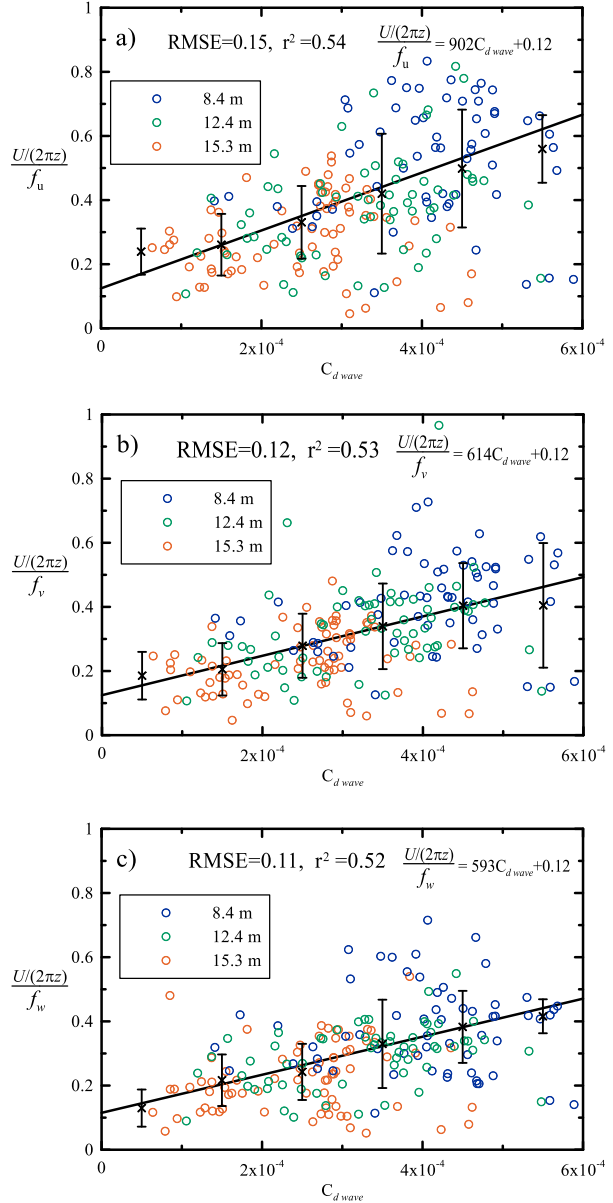 a) RMSE=0.15, r² =0.54 U/(2πz)/f_u = 902C_d wave+0.12
1
0.8
8.4 m
12.4 m
15.3 m
0.6
U/(2πz)
f_u
0.4
0.2
0
0 2x10⁻⁴ 4x10⁻⁴ 6x10⁻⁴
C_d wave
1
b) RMSE=0.12, r² =0.53 U/(2πz)/f_v = 614C_d wave+0.12
0.8
8.4 m
12.4 m
15.3 m
0.6
U/(2πz)
f_v
0.4
0.2
0
0 2x10⁻⁴ 4x10⁻⁴ 6x10⁻⁴
C_d wave
1
c) RMSE=0.11, r² =0.52 U/(2πz)/f_w = 593C_d wave+0.12
0.8
8.4 m
12.4 m
15.3 m
0.6
U/(2πz)
f_w
0.4
0.2
0
0 2x10⁻⁴ 4x10⁻⁴ 6x10⁻⁴
C_d wave